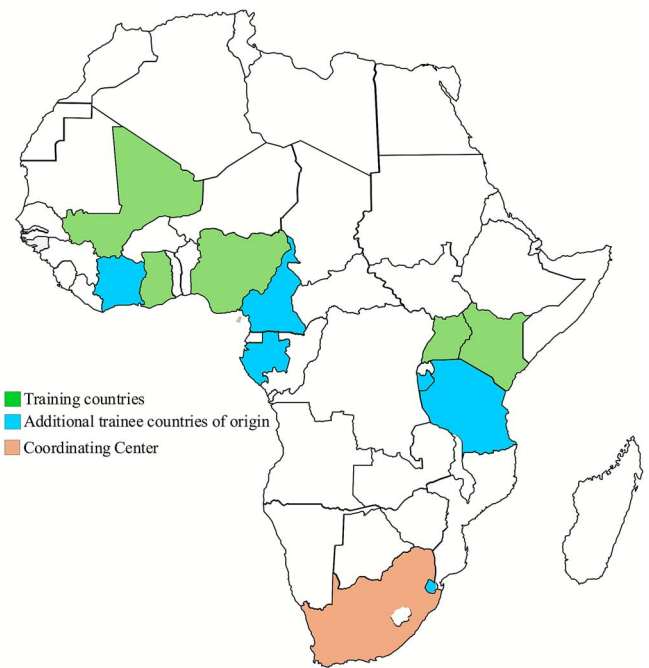 Training countries
Additional trainee countries of origin
Coordinating Center